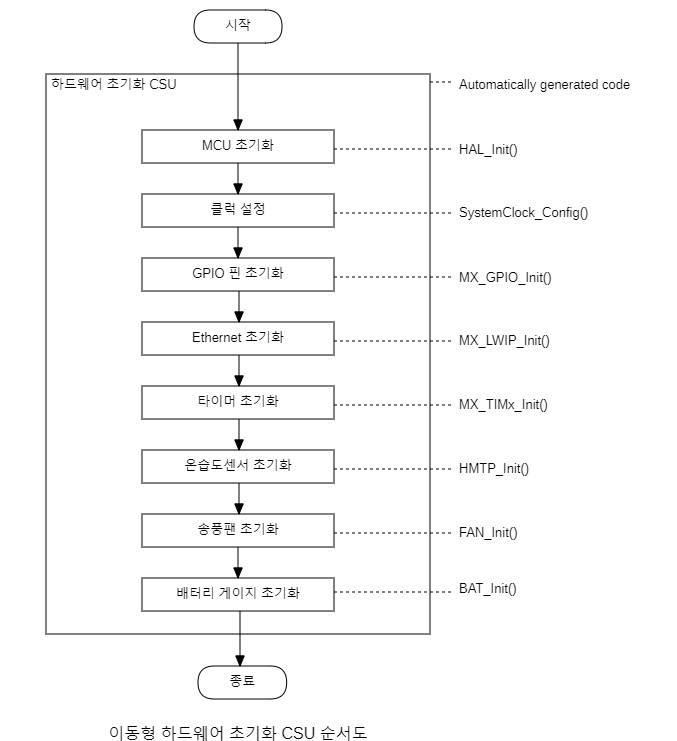 시작
하드웨어 초기화 CSU
Automatically generated code
MCU 초기화
HAL_Init()
클럭 설정
SystemClock_Config()
GPIO 핀 초기화
MX_GPIO_Init()
Ethernet 초기화
MX_LWIP_Init()
타이머 초기화
MX_TIMx_Init()
온습도센서 초기화
HMTP_Init()
송풍팬 초기화
FAN_Init()
배터리 게이지 초기화
BAT_Init()
종료
이동형 하드웨어 초기화 CSU 순서도